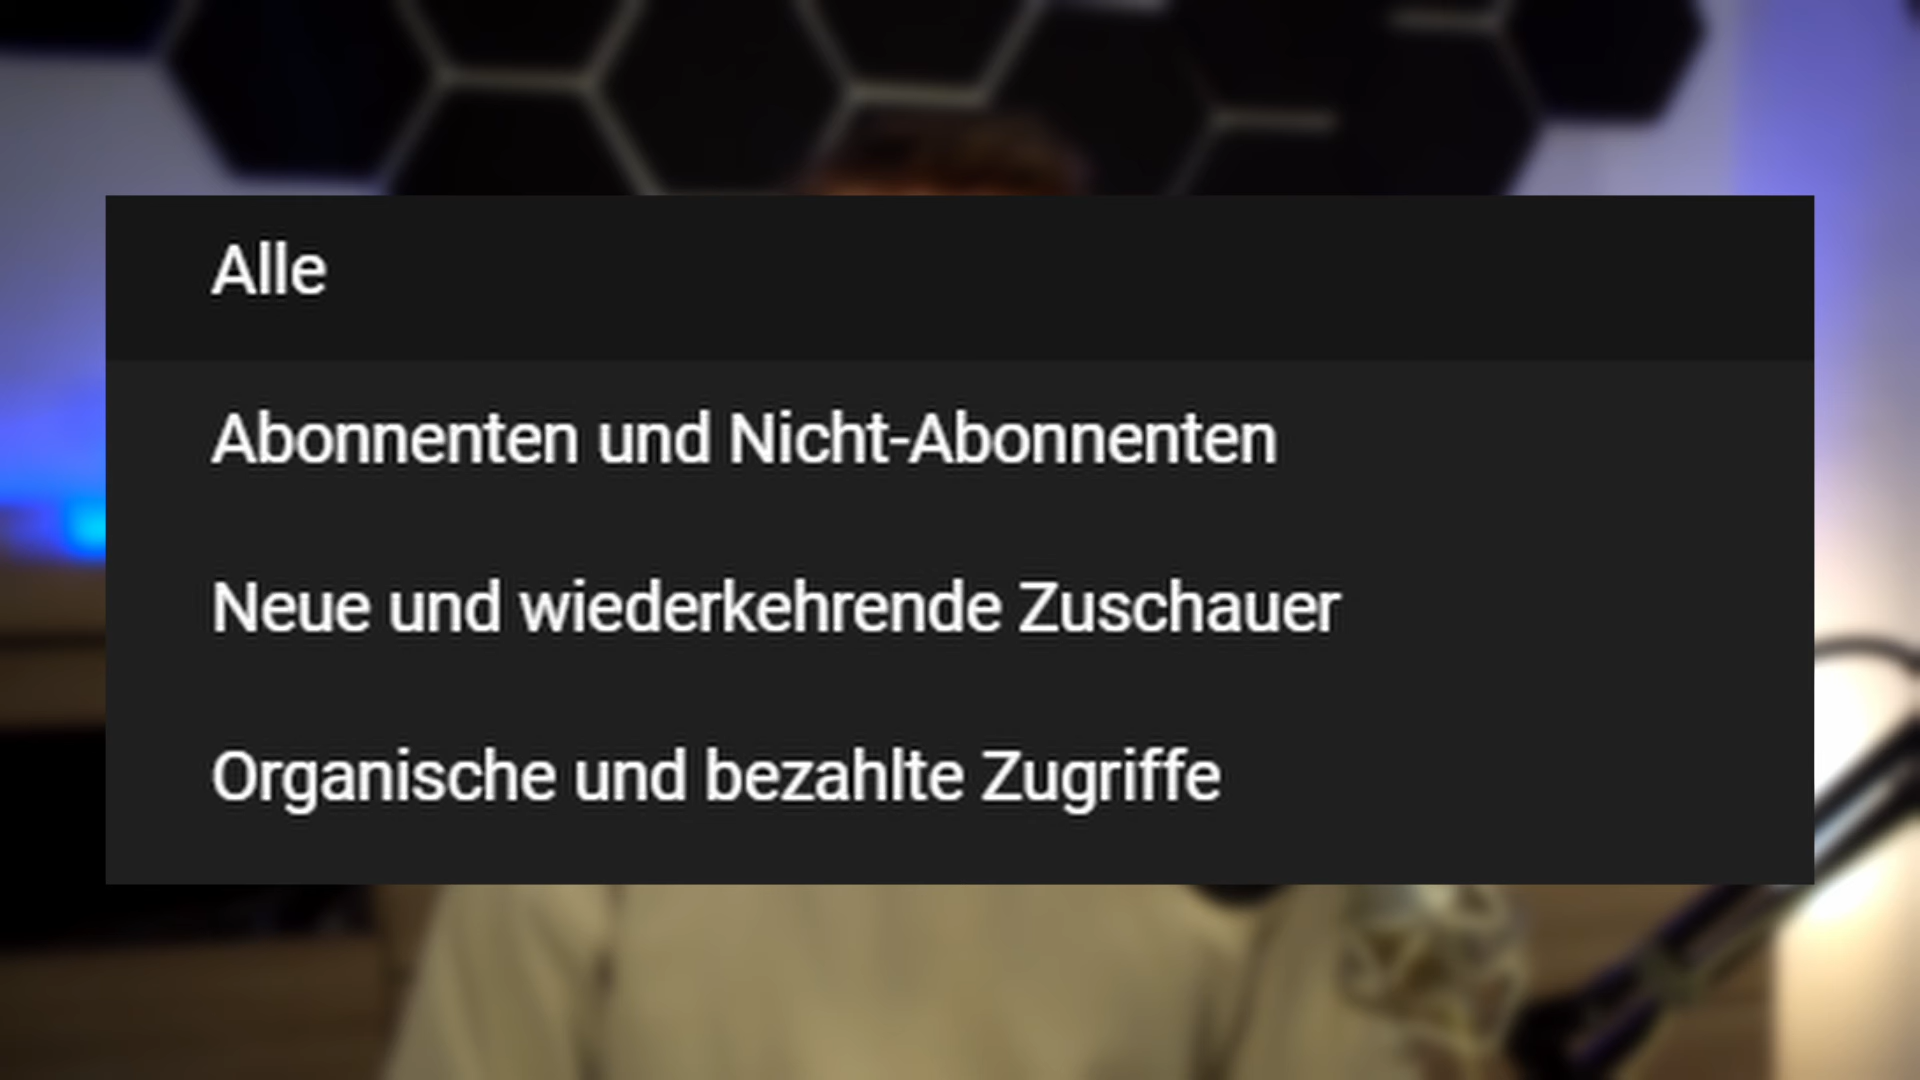 Alle
Abonnenten und Nicht-Abonnenten
Neue und wiederkehrende Zuschauer
Organische und bezahlte Zugriffe